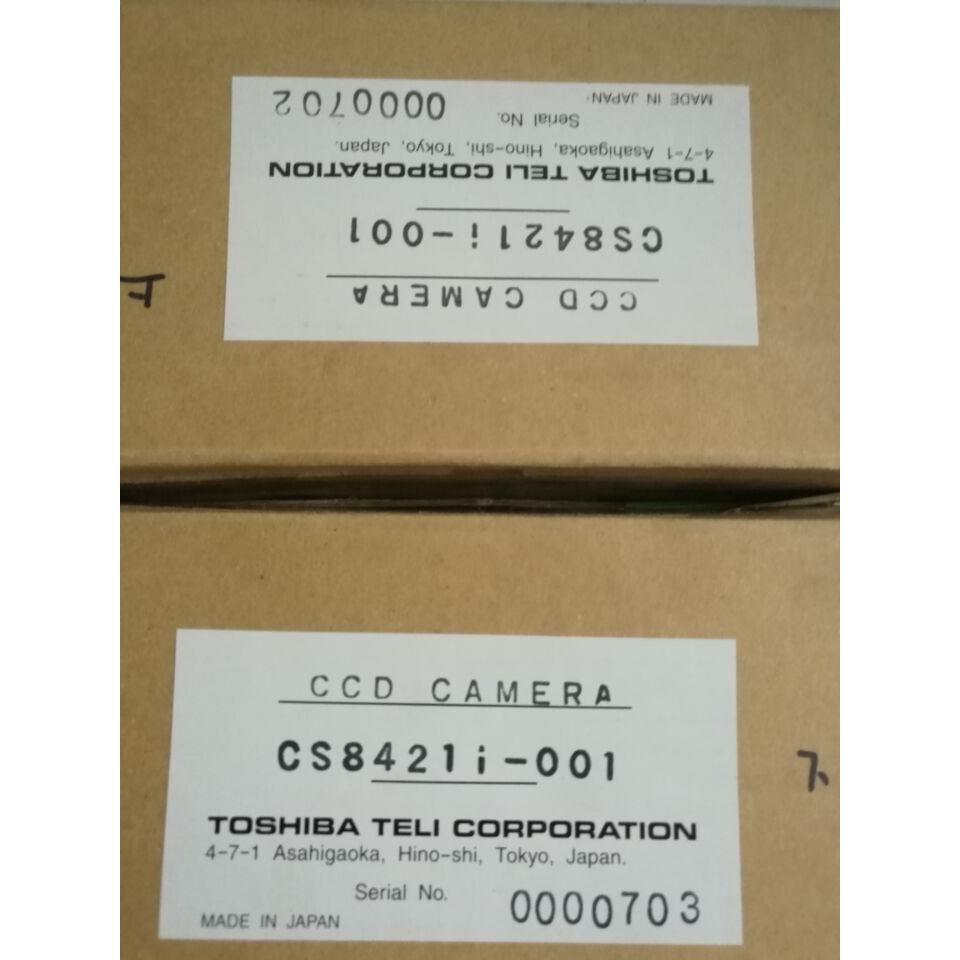 CCD CAMERA
CS8421i-001
TOSHIBA TELI CORPORATION
4-7-1 Asahigaoka, Hino-shi, Tokyo, Japan.
Serial No. 0000702
MADE IN JAPAN
CCD CAMERA
CS8421i-001
TOSHIBA TELI CORPORATION
4-7-1 Asahigaoka, Hino-shi, Tokyo, Japan.
Serial No. 0000703
MADE IN JAPAN